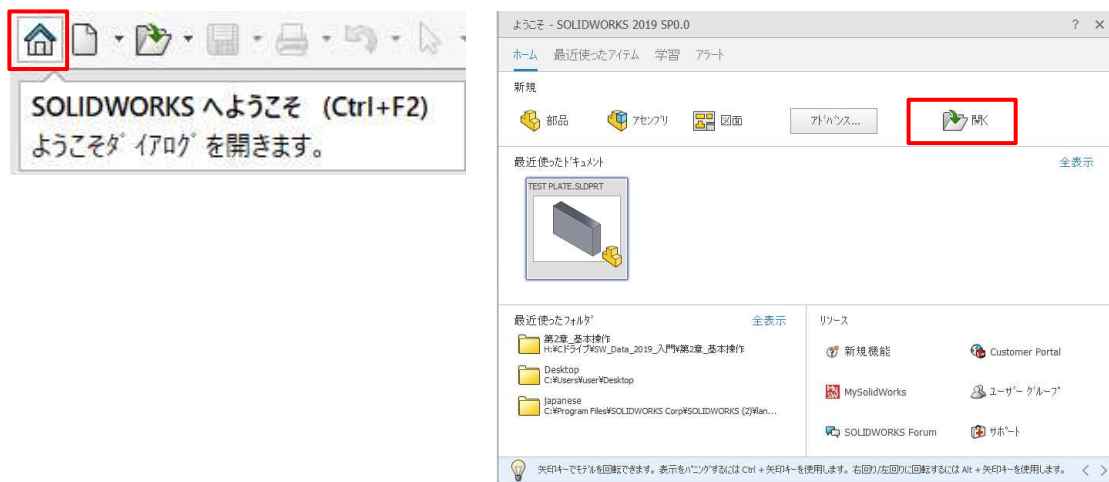 SOLIDWORKS へようこそ (Ctrl+F2)
ようこそダイアログを開きます。
ようこそ - SOLIDWORKS 2019 SP0.0
ホーム 最近使ったアイテム 学習 アラート
新規
部品 アセンブリ 図面 アドバンス... 開く
最近使ったドキュメント 全表示
TEST PLATE.SLDPRT
最近使ったフォルダ 全表示
第2章_基本操作
H:¥Cドライブ¥SW_Data_2019_入門¥第2章_基本操作
Desktop
C:¥Users¥user¥Desktop
japanese
C:¥Program Files¥SOLIDWORKS Corp¥SOLIDWORKS (2)¥lan...
リソース
新規機能 Customer Portal
MySolidWorks ユーザー グループ
SOLIDWORKS Forum サポート
矢印キーでモデルを回転できます。表示をパニングするには Ctrl + 矢印キーを使用します。右回り/左回りに回転するには Alt + 矢印キーを使用します。